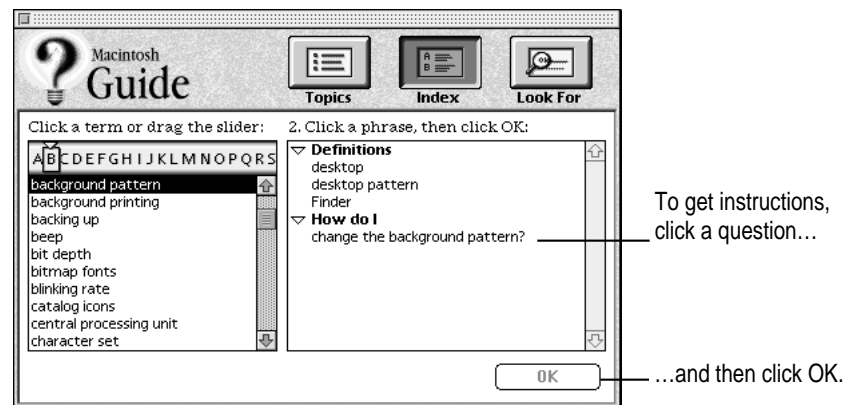 Macintosh
Guide
Topics
Index
Look For
Click a term or drag the slider:
A B C D E F G H I J K L M N O P Q R S
background pattern
background printing
backing up
beep
bit depth
bitmap fonts
blinking rate
catalog icons
central processing unit
character set
2. Click a phrase, then click OK:
Definitions
desktop
desktop pattern
Finder
How do I
change the background pattern?
OK
To get instructions,
click a question…
…and then click OK.